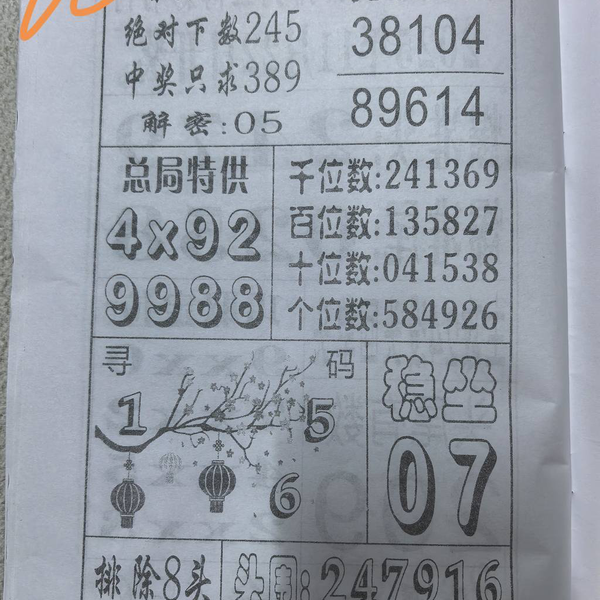 绝对下数245
中奖只求389
解密:05
38104
89614
总局特供
4x92
9988
千位数:241369
百位数:135827
十位数:041538
个位数:584926
寻码
1
5
6
稳坐
07
排除8头
头围:247916